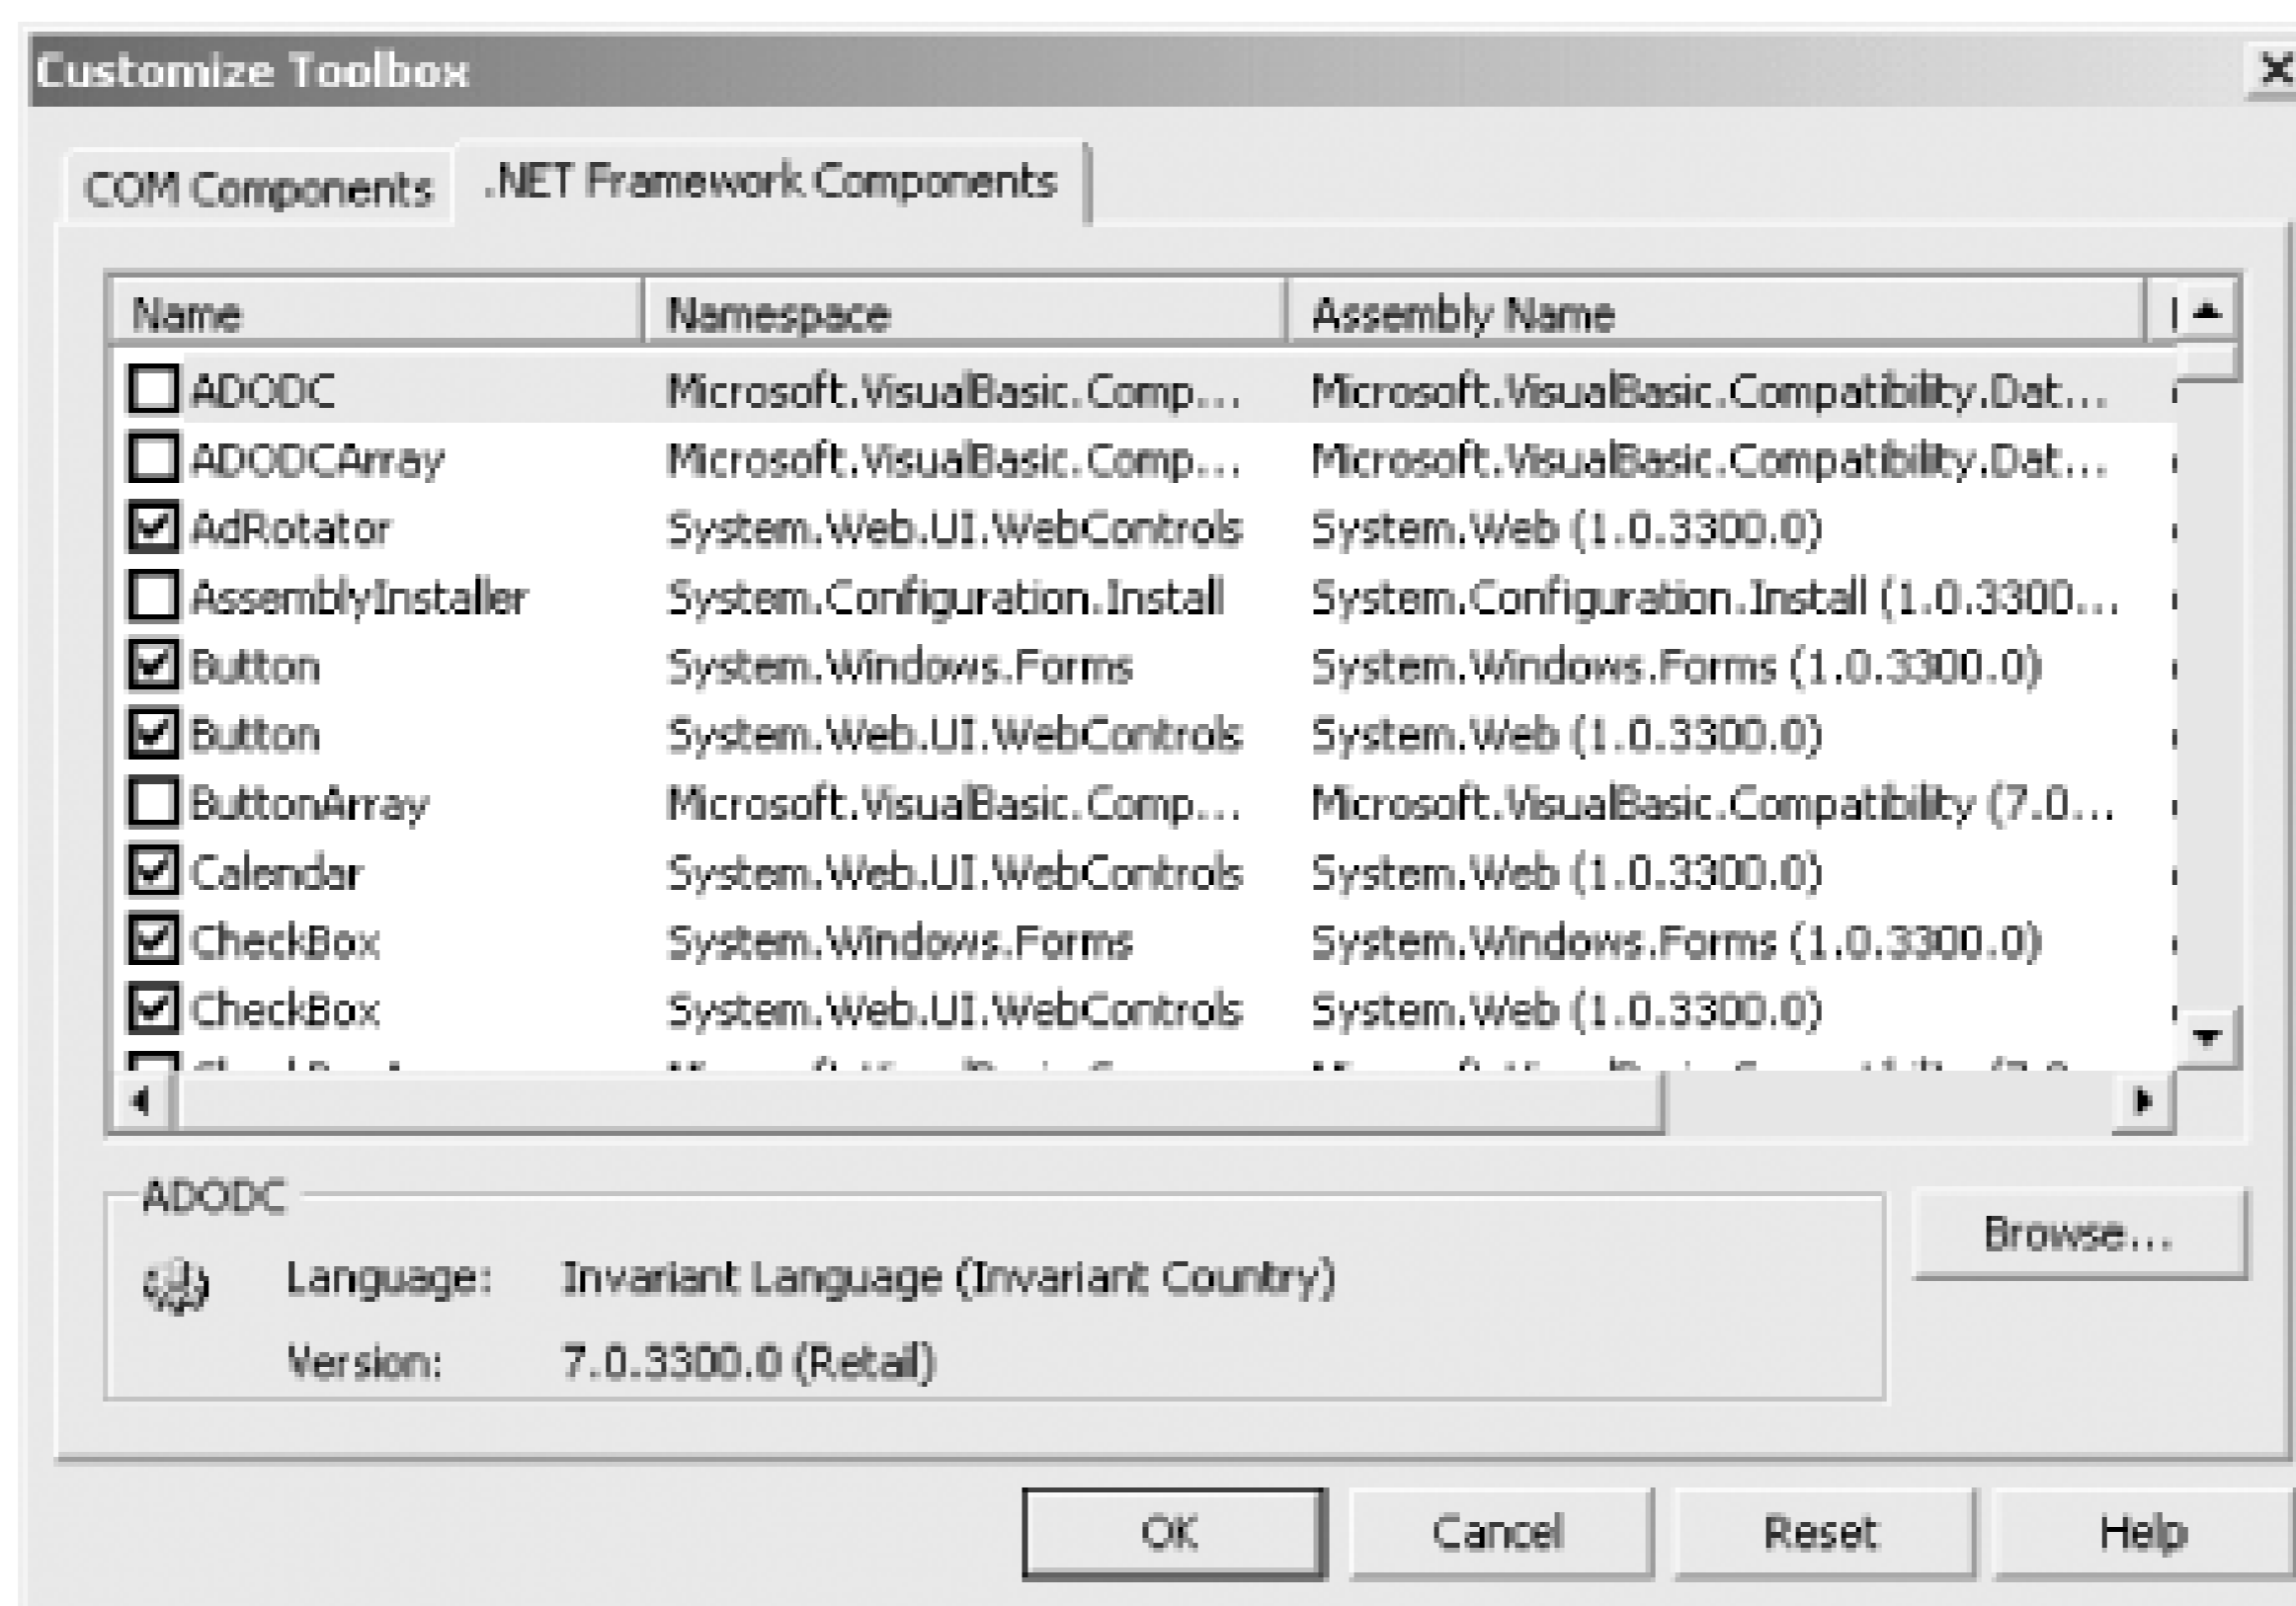 Customize Toolbox
COM Components .NET Framework Components
Name Namespace Assembly Name
ADODC Microsoft.VisualBasic.Comp... Microsoft.VisualBasic.Compatibility.Dat...
ADODCArray Microsoft.VisualBasic.Comp... Microsoft.VisualBasic.Compatibility.Dat...
AdRotator System.Web.UI.WebControls System.Web (1.0.3300.0)
AssemblyInstaller System.Configuration.Install System.Configuration.Install (1.0.3300...
Button System.Windows.Forms System.Windows.Forms (1.0.3300.0)
Button System.Web.UI.WebControls System.Web (1.0.3300.0)
ButtonArray Microsoft.VisualBasic.Comp... Microsoft.VisualBasic.Compatibility (7.0...
Calendar System.Web.UI.WebControls System.Web (1.0.3300.0)
CheckBox System.Windows.Forms System.Windows.Forms (1.0.3300.0)
CheckBox System.Web.UI.WebControls System.Web (1.0.3300.0)
ADODC
Browse...
Language: Invariant Language (Invariant Country)
Version: 7.0.3300.0 (Retail)
OK Cancel Reset Help